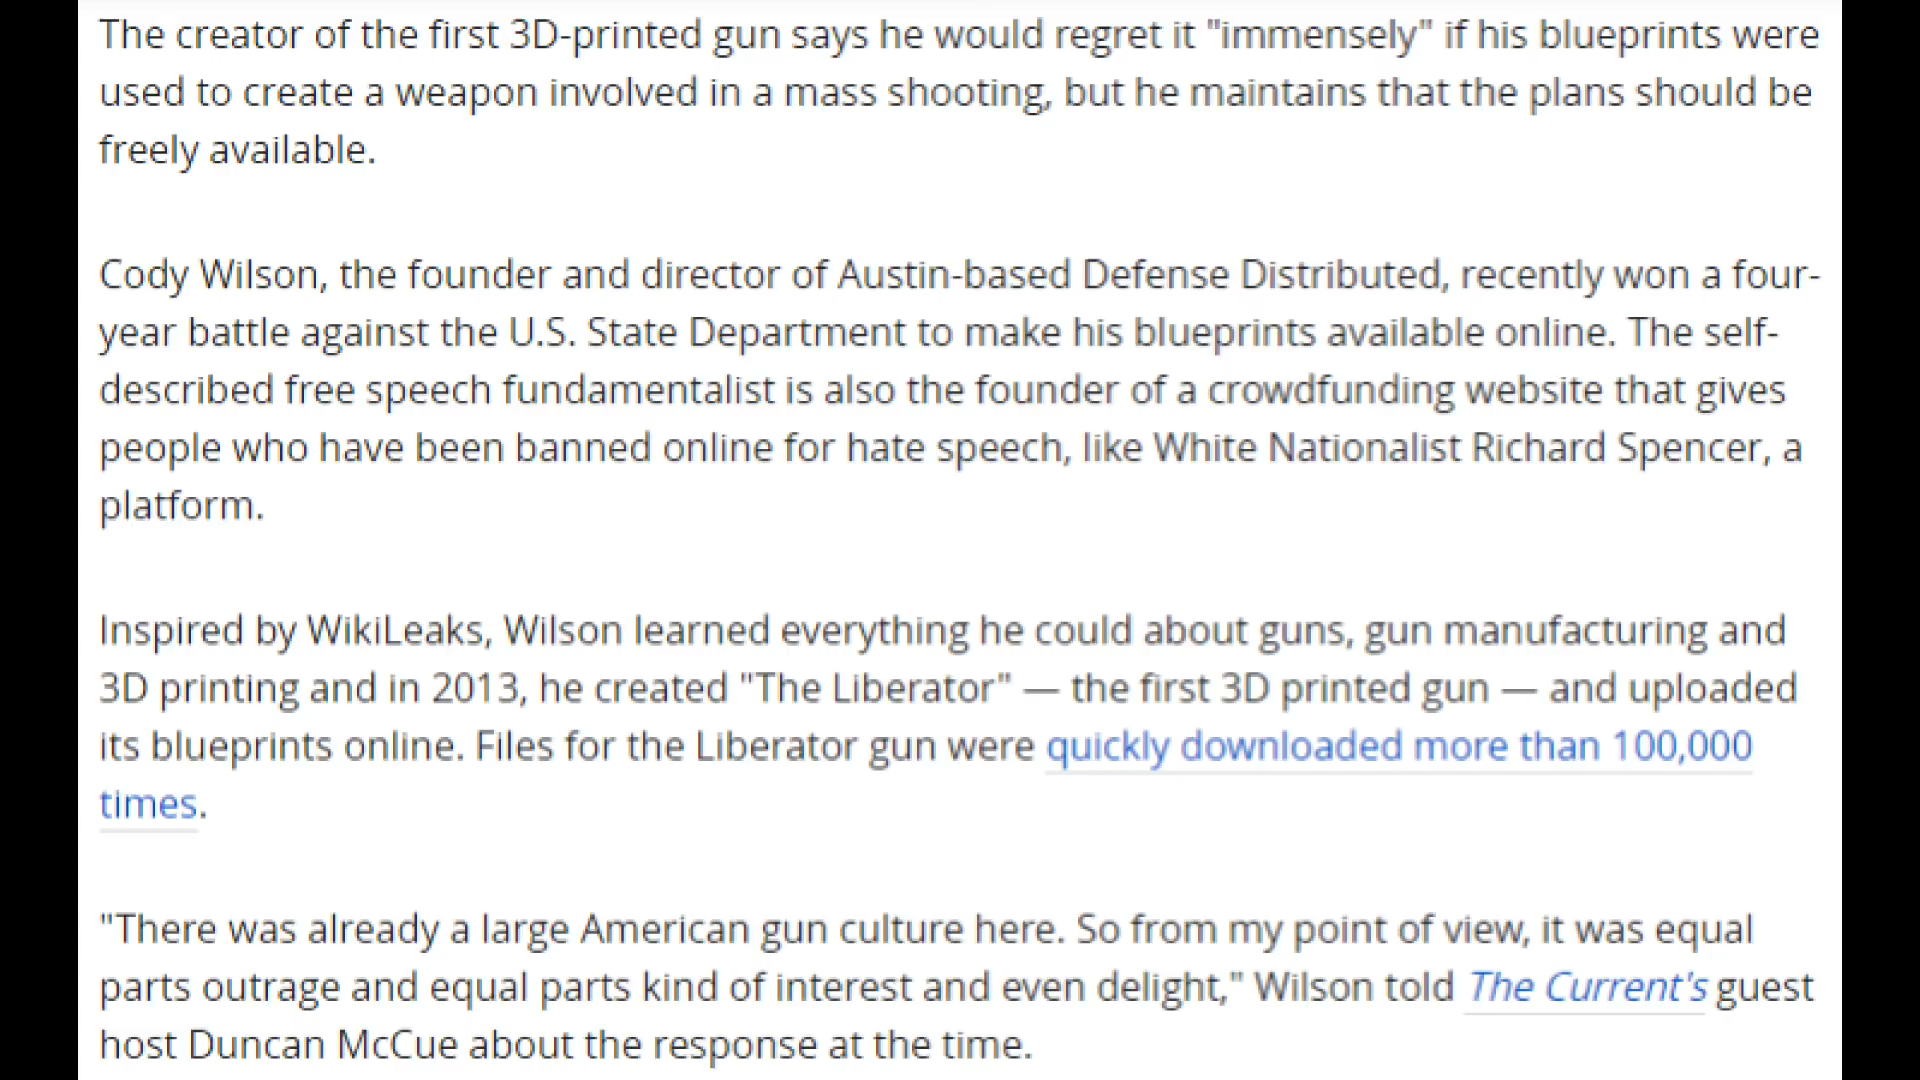 The creator of the first 3D-printed gun says he would regret it "immensely" if his blueprints were
used to create a weapon involved in a mass shooting, but he maintains that the plans should be
freely available.
Cody Wilson, the founder and director of Austin-based Defense Distributed, recently won a four-
year battle against the U.S. State Department to make his blueprints available online. The self-
described free speech fundamentalist is also the founder of a crowdfunding website that gives
people who have been banned online for hate speech, like White Nationalist Richard Spencer, a
platform.
Inspired by WikiLeaks, Wilson learned everything he could about guns, gun manufacturing and
3D printing and in 2013, he created "The Liberator" — the first 3D printed gun — and uploaded
its blueprints online. Files for the Liberator gun were quickly downloaded more than 100,000
times.
"There was already a large American gun culture here. So from my point of view, it was equal
parts outrage and equal parts kind of interest and even delight," Wilson told The Current's guest
host Duncan McCue about the response at the time.